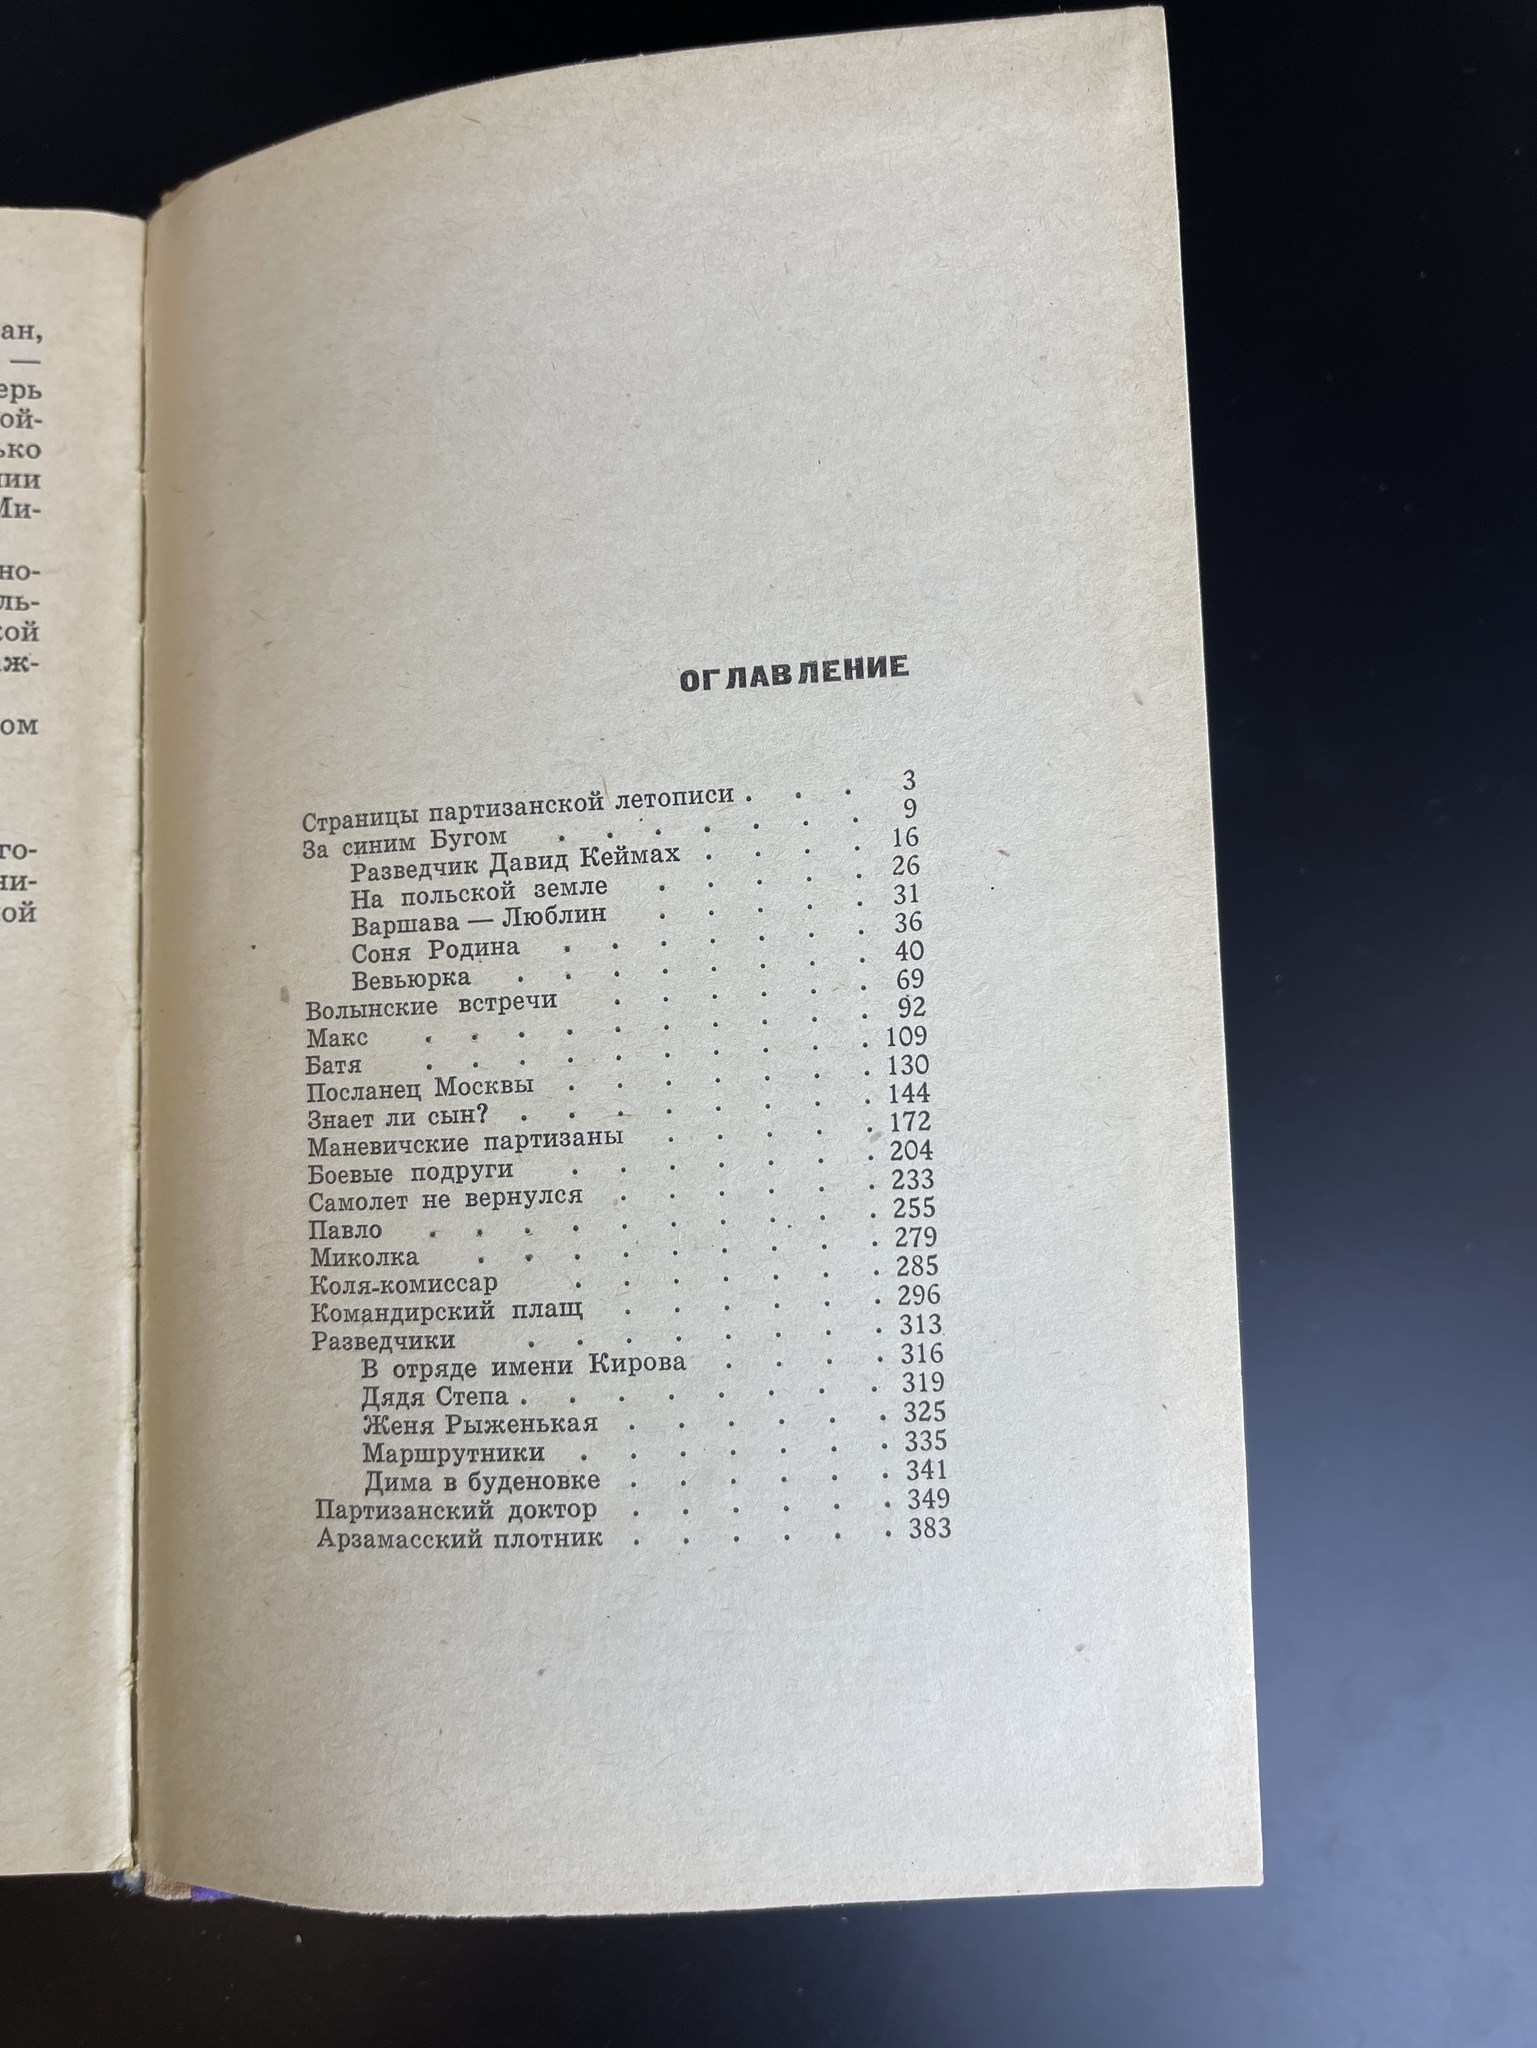 ан,
—
ерь
ой-
ько
Ми-
но-
ль-
кой
аж-
ом
го-
ни-
ой
ОГЛАВЛЕНИЕ
Страницы партизанской летописи . . . 3
За синим Бугом . . . . . . . 9
Разведчик Давид Кеймах . . . . 16
На польской земле . . . . . 26
Варшава — Люблин . . . . . 31
Соня Родина . . . . . . . 36
Вевьюрка . . . . . . . . 40
Волынские встречи . . . . . . 69
Макс . . . . . . . . . . 92
Батя . . . . . . . . . . 109
Посланец Москвы . . . . . . . 130
Знает ли сын? . . . . . . . . 144
Маневичские партизаны . . . . . 172
Боевые подруги . . . . . . . 204
Самолет не вернулся . . . . . . 233
Павло . . . . . . . . . . 255
Миколка . . . . . . . . . 279
Коля-комиссар . . . . . . . 285
Командирский плащ . . . . . . 296
Разведчики . . . . . . . . 313
В отряде имени Кирова . . . . 316
Дядя Степа . . . . . . . . 319
Женя Рыженькая . . . . . . 325
Маршрутники . . . . . . . 335
Дима в буденовке . . . . . . 341
Партизанский доктор . . . . . . 349
Арзамасский плотник . . . . . . 383